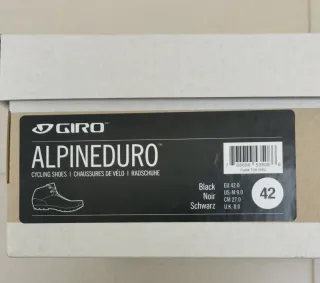 GIRO
ALPINEDURO™
CYCLING SHOES | CHAUSSURES DE VÉLO | RADSCHUHE
Black
Noir
Schwarz
EU 42.0
US-M 9.0
CM 27.0
U.K. 8.0
42